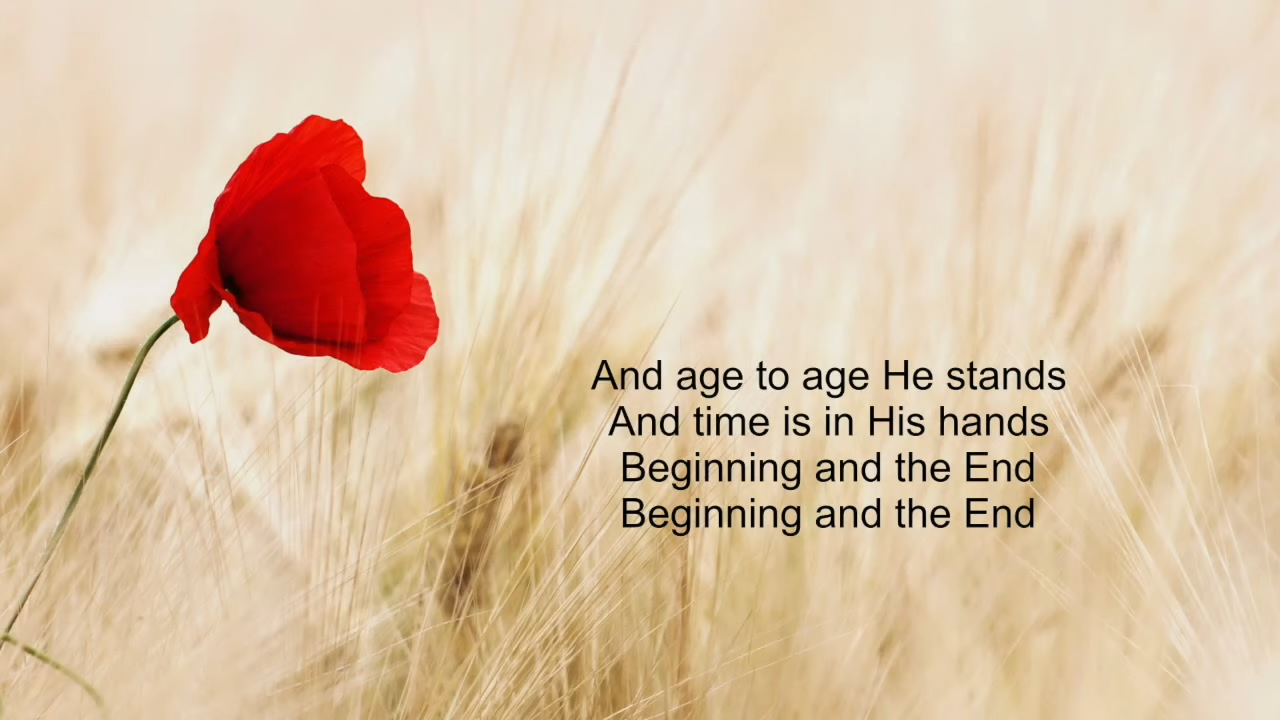 And age to age He stands
And time is in His hands
Beginning and the End
Beginning and the End